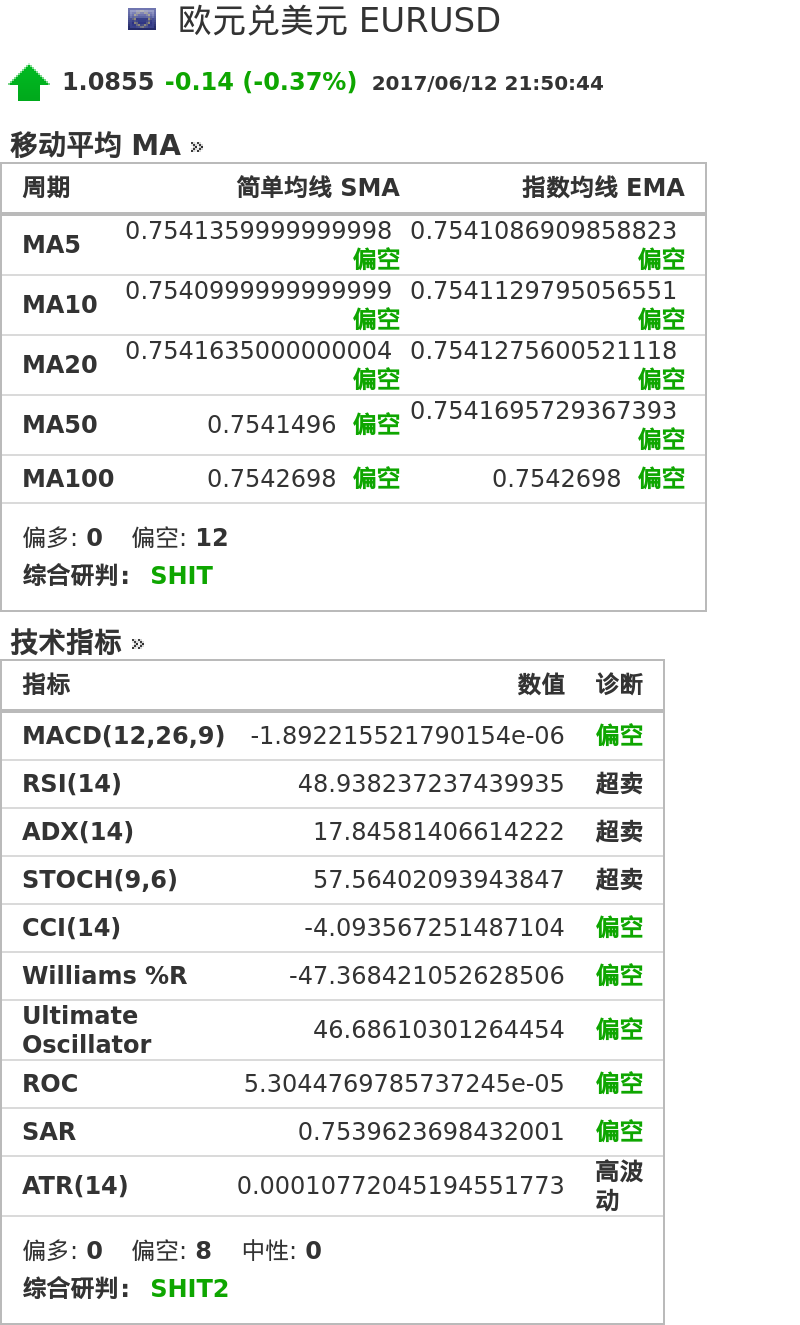 欧元兑美元 EURUSD
1.0855 -0.14 (-0.37%) 2017/06/12 21:50:44
移动平均 MA »
周期 简单均线 SMA 指数均线 EMA
MA5 0.7541359999999998 偏空 0.7541086909858823 偏空
MA10 0.7540999999999999 偏空 0.7541129795056551 偏空
MA20 0.7541635000000004 偏空 0.7541275600521118 偏空
MA50 0.7541496 偏空 0.7541695729367393 偏空
MA100 0.7542698 偏空 0.7542698 偏空
偏多: 0 偏空: 12
综合研判: SHIT
技术指标 »
指标 数值 诊断
MACD(12,26,9) -1.892215521790154e-06 偏空
RSI(14) 48.938237237439935 超卖
ADX(14) 17.84581406614222 超卖
STOCH(9,6) 57.56402093943847 超卖
CCI(14) -4.093567251487104 偏空
Williams %R -47.368421052628506 偏空
Ultimate
Oscillator 46.68610301264454 偏空
ROC 5.3044769785737245e-05 偏空
SAR 0.7539623698432001 偏空
ATR(14) 0.00010772045194551773 高波
动
偏多: 0 偏空: 8 中性: 0
综合研判: SHIT2